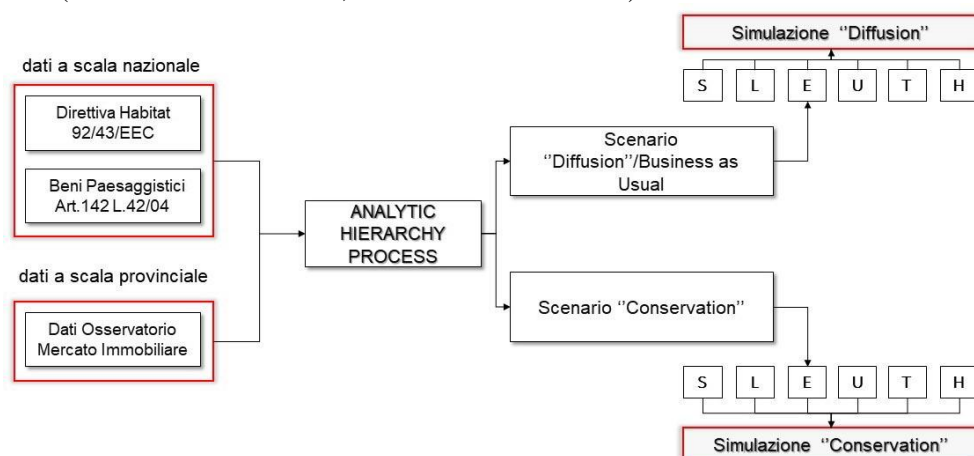 Simulazione ‘‘Diffusion’’
S L E U T H
dati a scala nazionale
Direttiva Habitat
92/43/EEC
Beni Paesaggistici
Art.142 L.42/04
Scenario
‘‘Diffusion’’/Business as
Usual
ANALYTIC
HIERARCHY
PROCESS
dati a scala provinciale
Dati Osservatorio
Mercato Immobiliare
Scenario ‘‘Conservation’’
S L E U T H
Simulazione ‘‘Conservation’’